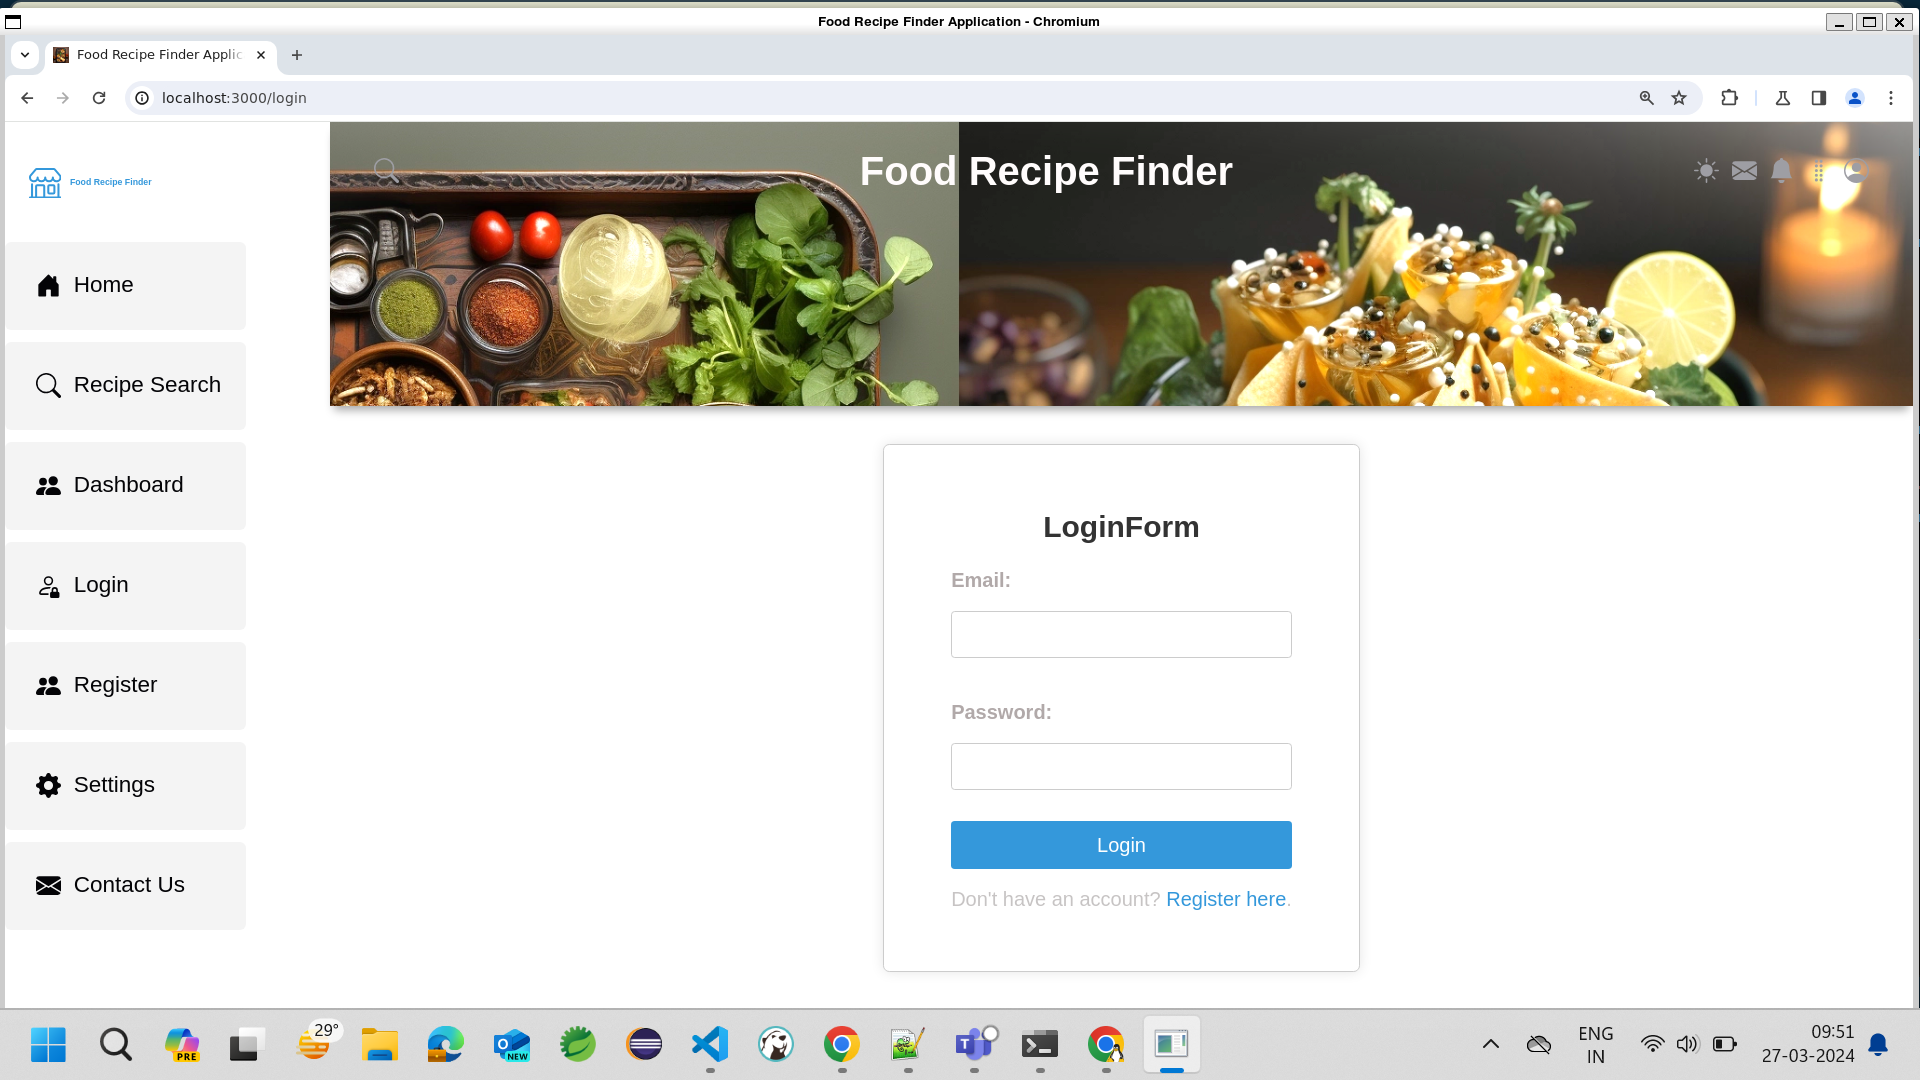 Food Recipe Finder Application - Chromium
Food Recipe Finder Applic
localhost:3000/login
Food Recipe Finder
Food Recipe Finder
Home
Recipe Search
Dashboard
Login
Register
Settings
Contact Us
LoginForm
Email:
Password:
Login
Don't have an account? Register here.
PRE
29°
NEW
ENG
IN
09:51
27-03-2024